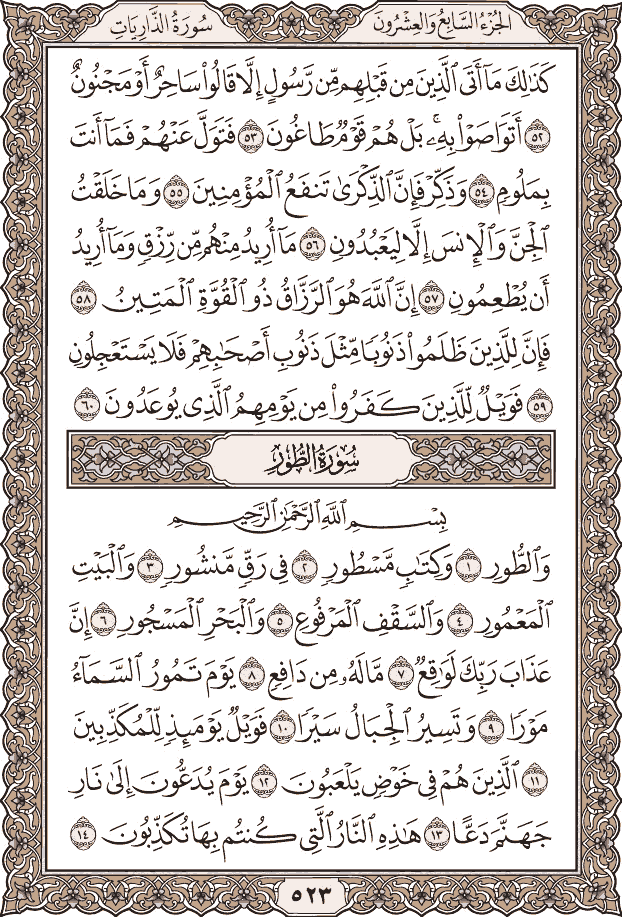 الجُزْءُ السَّابِعُ وَالعِشْرُونَ سُورَةُ الذَّارِيَاتِ
كَذَٰلِكَ مَآ أَتَى ٱلَّذِينَ مِن قَبْلِهِم مِّن رَّسُولٍ إِلَّا قَالُوا۟ سَاحِرٌ أَوْ مَجْنُونٌ
٥٢ أَتَوَاصَوْا۟ بِهِۦ ۚ بَلْ هُمْ قَوْمٌ طَاغُونَ ٥٣ فَتَوَلَّ عَنْهُمْ فَمَآ أَنتَ
بِمَلُومٍ ٥٤ وَذَكِّرْ فَإِنَّ ٱلذِّكْرَىٰ تَنفَعُ ٱلْمُؤْمِنِينَ ٥٥ وَمَا خَلَقْتُ
ٱلْجِنَّ وَٱلْإِنسَ إِلَّا لِيَعْبُدُونِ ٥٦ مَآ أُرِيدُ مِنْهُم مِّن رِّزْقٍ وَمَآ أُرِيدُ
أَن يُطْعِمُونِ ٥٧ إِنَّ ٱللَّهَ هُوَ ٱلرَّزَّاقُ ذُو ٱلْقُوَّةِ ٱلْمَتِينُ ٥٨
فَإِنَّ لِلَّذِينَ ظَلَمُوا۟ ذَنُوبًا مِّثْلَ ذَنُوبِ أَصْحَٰبِهِمْ فَلَا يَسْتَعْجِلُونِ
٥٩ فَوَيْلٌ لِّلَّذِينَ كَفَرُوا۟ مِن يَوْمِهِمُ ٱلَّذِى يُوعَدُونَ ٦٠
سُورَةُ الطُّورِ
بِسْمِ ٱللَّهِ ٱلرَّحْمَٰنِ ٱلرَّحِيمِ
وَٱلطُّورِ ١ وَكِتَٰبٍ مَّسْطُورٍ ٢ فِى رَقٍّ مَّنشُورٍ ٣ وَٱلْبَيْتِ
ٱلْمَعْمُورِ ٤ وَٱلسَّقْفِ ٱلْمَرْفُوعِ ٥ وَٱلْبَحْرِ ٱلْمَسْجُورِ ٦ إِنَّ
عَذَابَ رَبِّكَ لَوَٰقِعٌ ٧ مَّا لَهُۥ مِن دَافِعٍ ٨ يَوْمَ تَمُورُ ٱلسَّمَآءُ
مَوْرًا ٩ وَتَسِيرُ ٱلْجِبَالُ سَيْرًا ١٠ فَوَيْلٌ يَوْمَئِذٍ لِّلْمُكَذِّبِينَ
١١ ٱلَّذِينَ هُمْ فِى خَوْضٍ يَلْعَبُونَ ١٢ يَوْمَ يُدَعُّونَ إِلَىٰ نَارِ
جَهَنَّمَ دَعًّا ١٣ هَٰذِهِ ٱلنَّارُ ٱلَّتِى كُنتُم بِهَا تُكَذِّبُونَ ١٤
٥٢٣